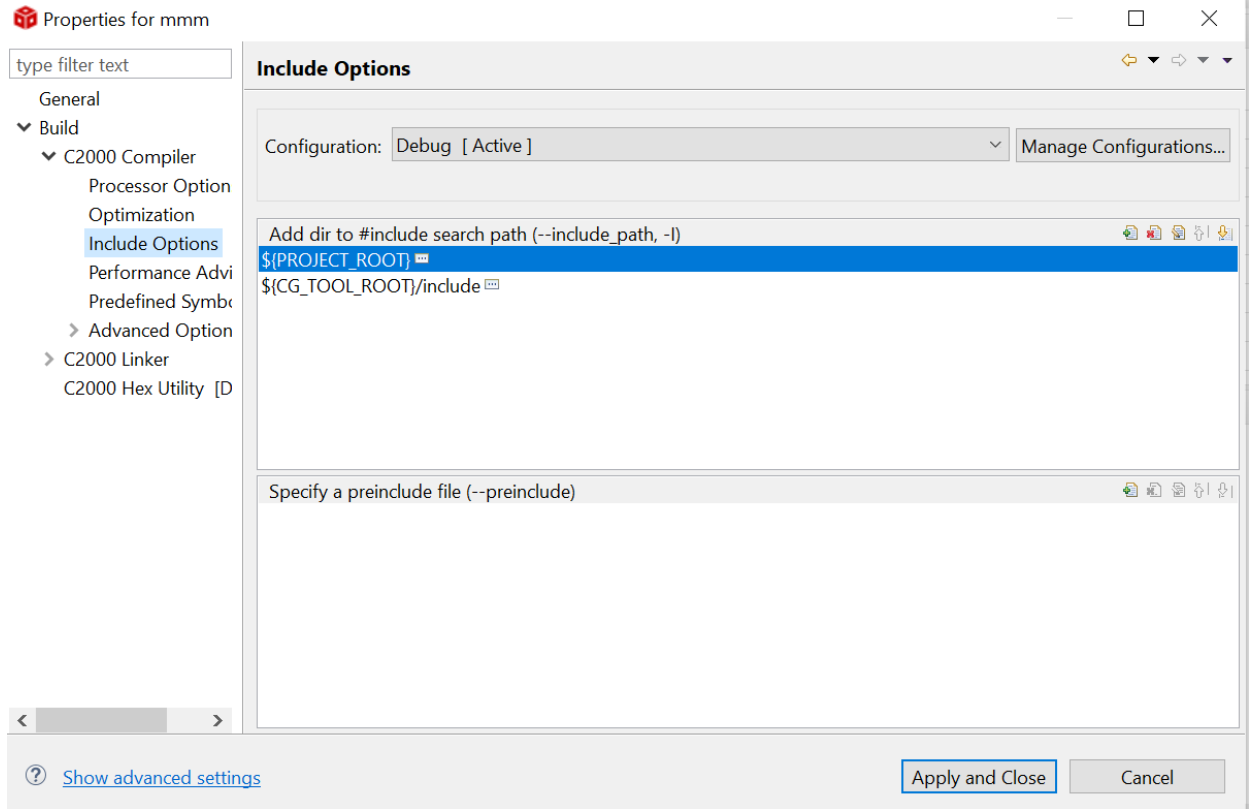 Properties for mmm
type filter text
General
Build
C2000 Compiler
Processor Option
Optimization
Include Options
Performance Advi
Predefined Symbo
Advanced Option
C2000 Linker
C2000 Hex Utility [D
Include Options
Configuration: Debug [ Active ] Manage Configurations...
Add dir to #include search path (--include_path, -I)
${PROJECT_ROOT}
${CG_TOOL_ROOT}/include
Specify a preinclude file (--preinclude)
Show advanced settings
Apply and Close Cancel